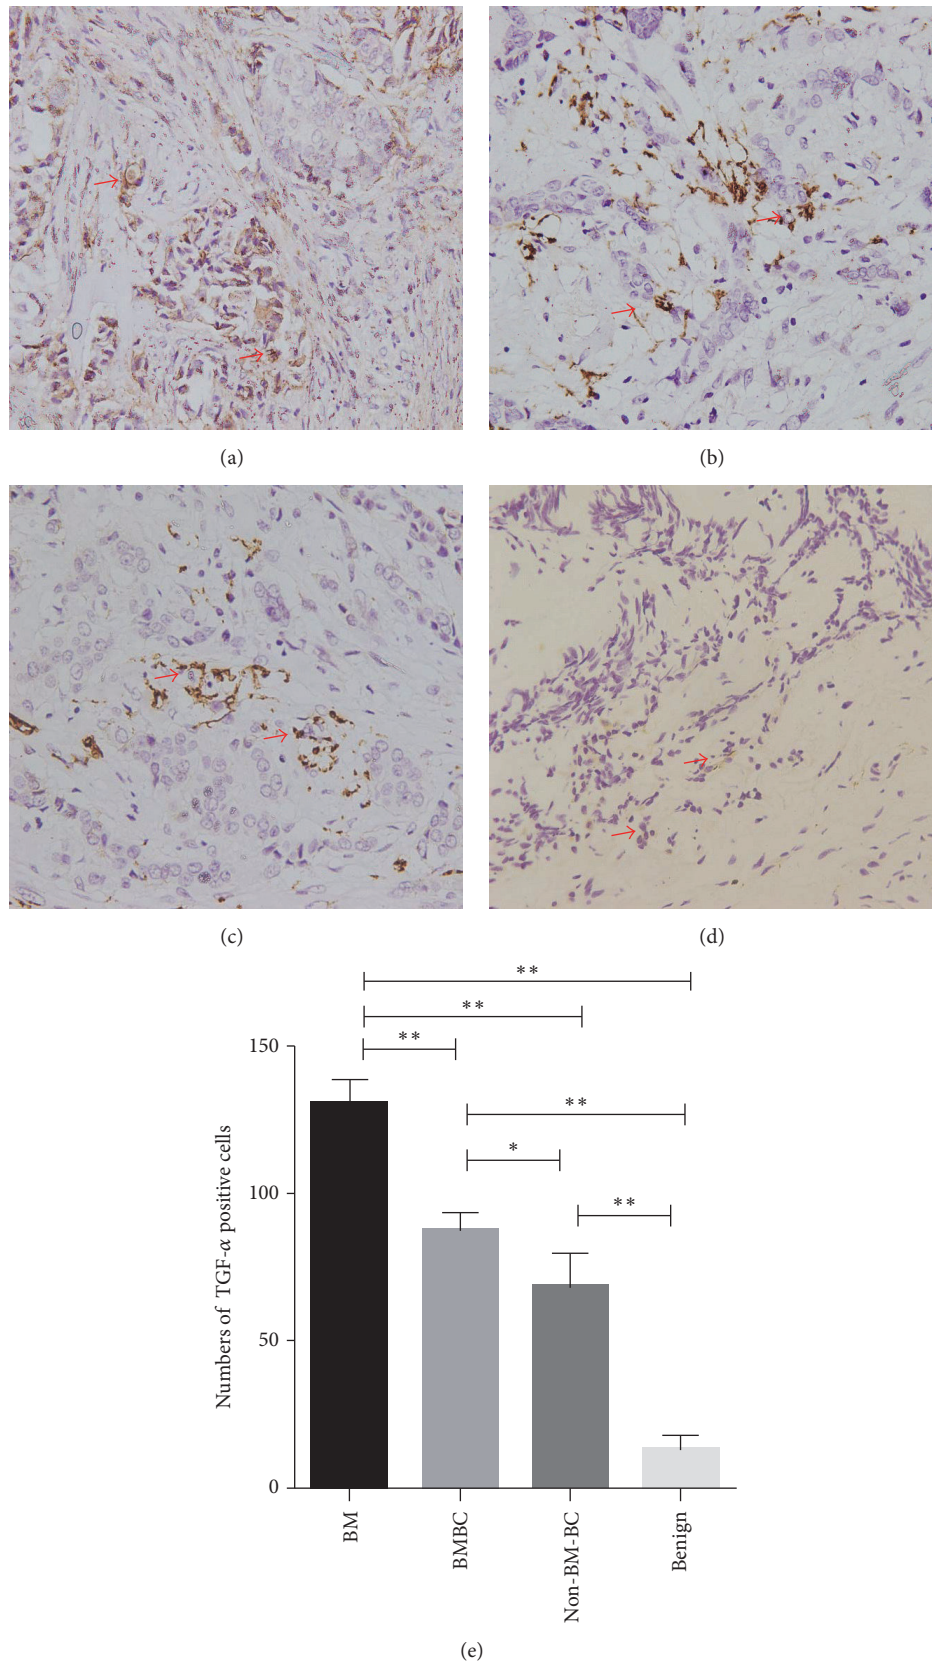 (a)
(b)
(c)
(d)
**
**
**
**
*
**
150
100
50
0
Numbers of TGF-α positive cells
BM
BMBC
Non-BM-BC
Benign
(e)